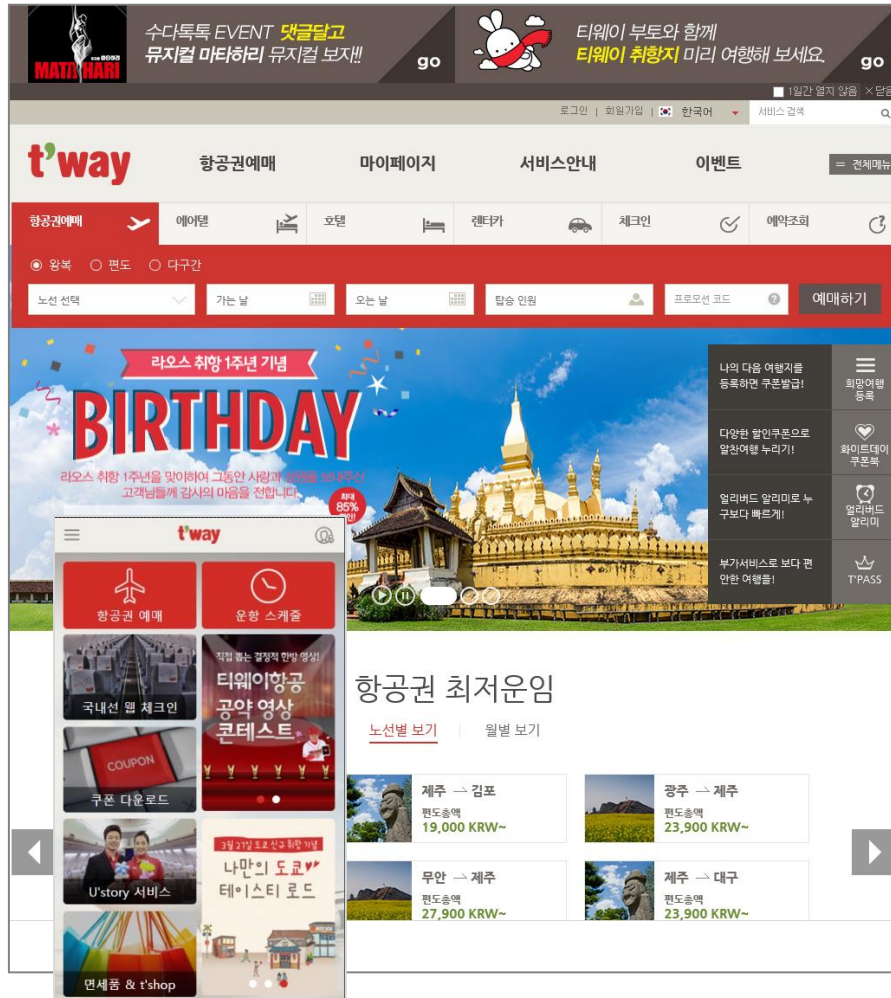 MATA HARI
수다톡톡 EVENT 댓글달고
뮤지컬 마타하리 뮤지컬 보자!!
go
티웨이 부토와 함께
티웨이 취항지 미리 여행해 보세요.
go
1일간 열지 않음 ×닫음
로그인 | 회원가입 | 한국어
서비스 검색
t'way
항공권예매
마이페이지
서비스안내
이벤트
전체메뉴
항공권예매
에어텔
호텔
렌터카
체크인
예약조회
왕복
편도
다구간
노선 선택
가는 날
오는 날
탑승 인원
프로모션 코드
예매하기
라오스 취항 1주년 기념
BIRTHDAY
라오스 취항 1주년을 맞이하여 그동안 사랑과
보내주신
고객님들께 감사의 마음을 전합니다.
최대
85%
나의 다음 여행지를
등록하면 쿠폰발급!
희망여행
등록
다양한 할인쿠폰으로
알찬여행 누리기!
화이트데이
쿠폰북
얼리버드 알리미로 누
구보다 빠르게!
얼리버드
알리미
부가서비스로 보다 편
안한 여행을!
T'PASS
t'way
항공권 예매
운항 스케줄
국내선 웹 체크인
직접 뽑는 결정적 한방 영상!
티웨이항공
공약 영상
콘테스트
COUPON
쿠폰 다운로드
U'story 서비스
3월 27일 도쿄 신규 취항 기념
나만의 도쿄
테이스티 로드
면세품 & t'shop
항공권 최저운임
노선별 보기
월별 보기
제주 → 김포
편도총액
19,000 KRW~
광주 → 제주
편도총액
23,900 KRW~
무안 → 제주
편도총액
27,900 KRW~
제주 → 대구
편도총액
23,900 KRW~